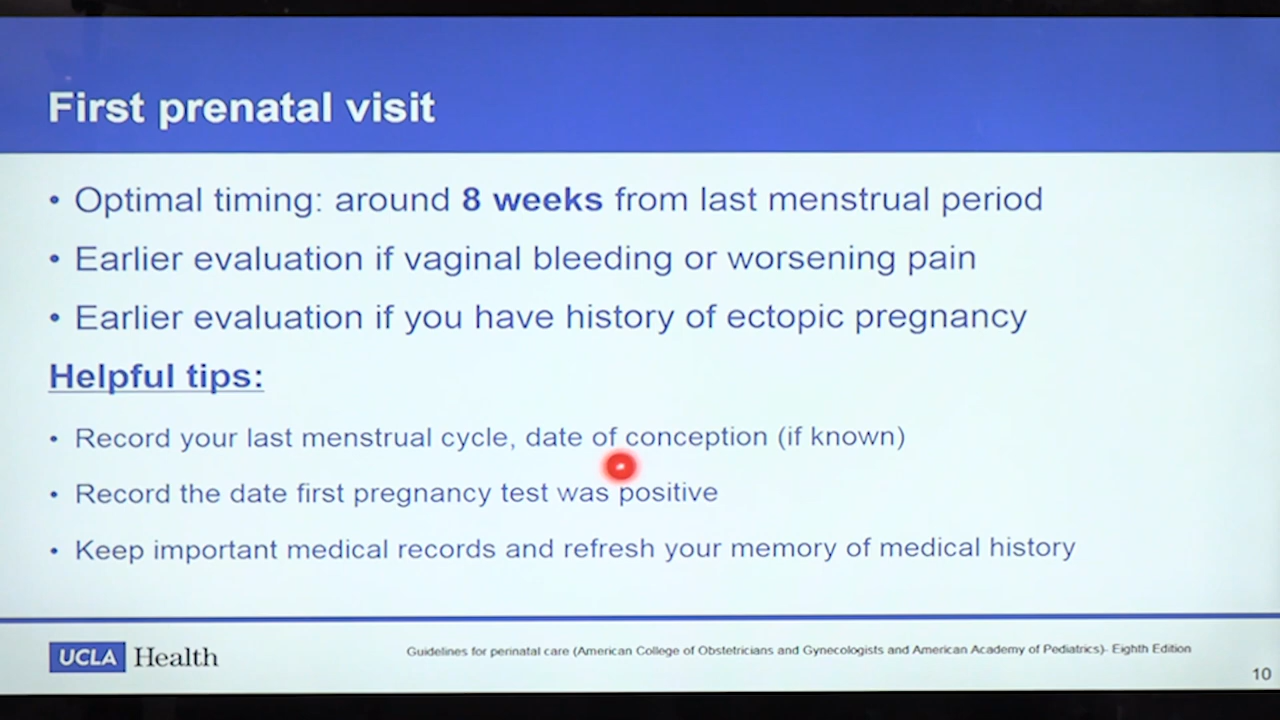 First prenatal visit
• Optimal timing: around 8 weeks from last menstrual period
• Earlier evaluation if vaginal bleeding or worsening pain
• Earlier evaluation if you have history of ectopic pregnancy
Helpful tips:
• Record your last menstrual cycle, date of conception (if known)
• Record the date first pregnancy test was positive
• Keep important medical records and refresh your memory of medical history
UCLA Health
Guidelines for perinatal care (American College of Obstetricians and Gynecologists and American Academy of Pediatrics)- Eighth Edition
10